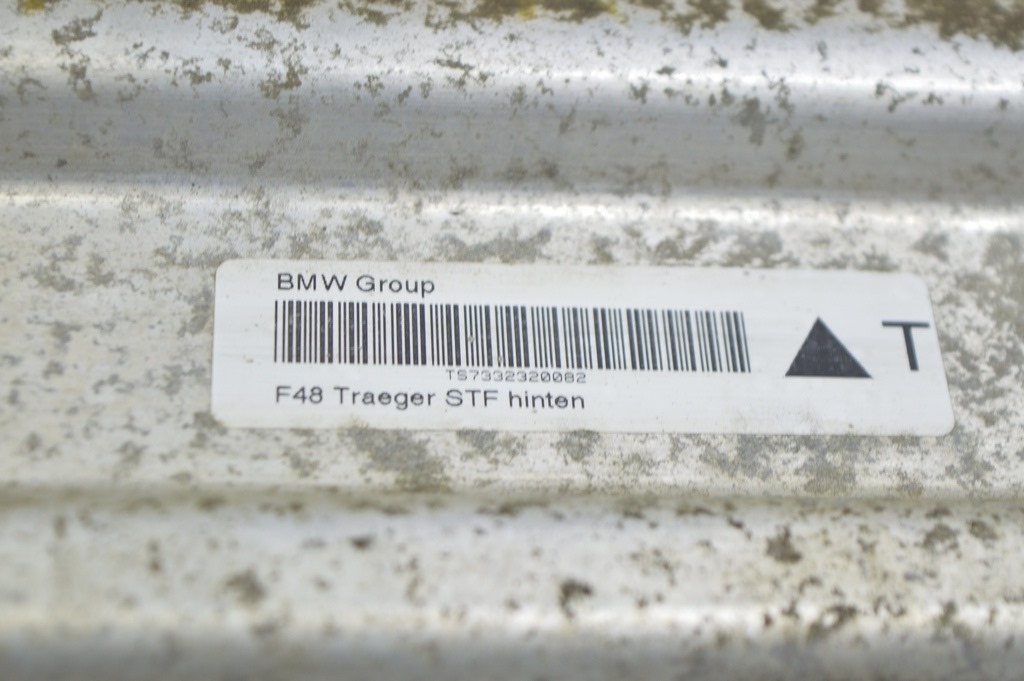 BMW Group
TS7332320082
F48 Traeger STF hinten
T